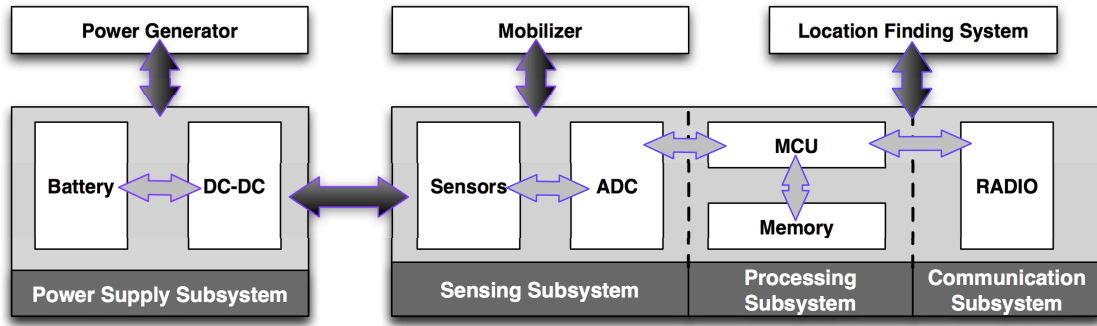 Power Generator
Mobilizer
Location Finding System
Battery
DC-DC
Sensors
ADC
MCU
Memory
RADIO
Power Supply Subsystem
Sensing Subsystem
Processing
Subsystem
Communication
Subsystem